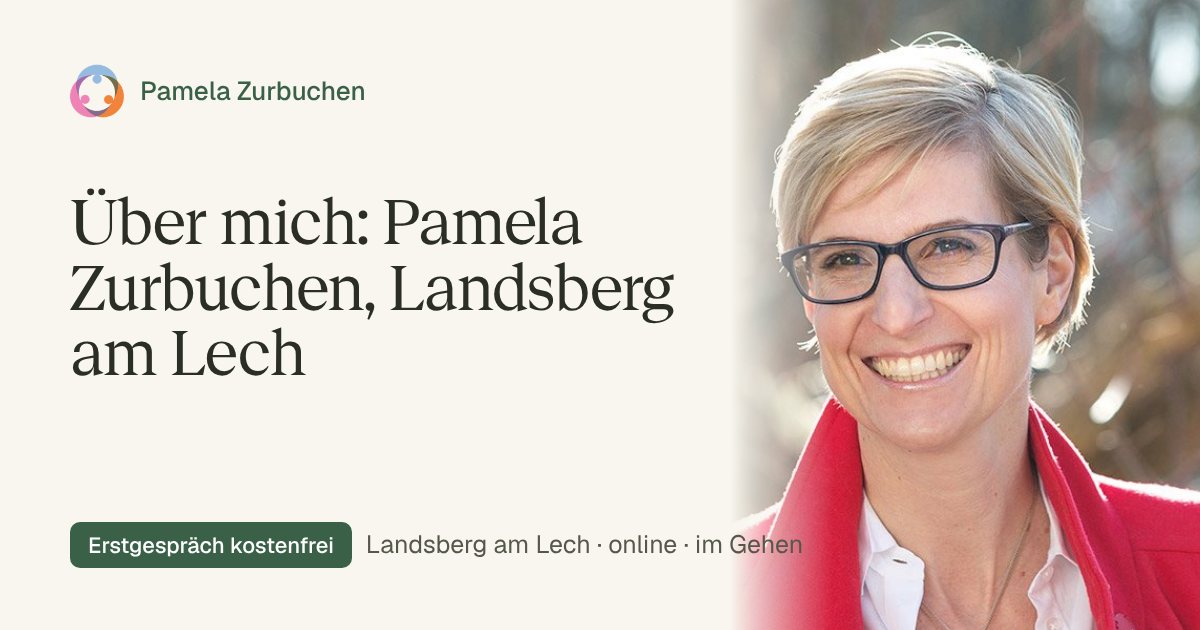 Pamela Zurbuchen
Über mich: Pamela
Zurbuchen, Landsberg
am Lech
Erstgespräch kostenfrei
Landsberg am Lech · online · im Gehen